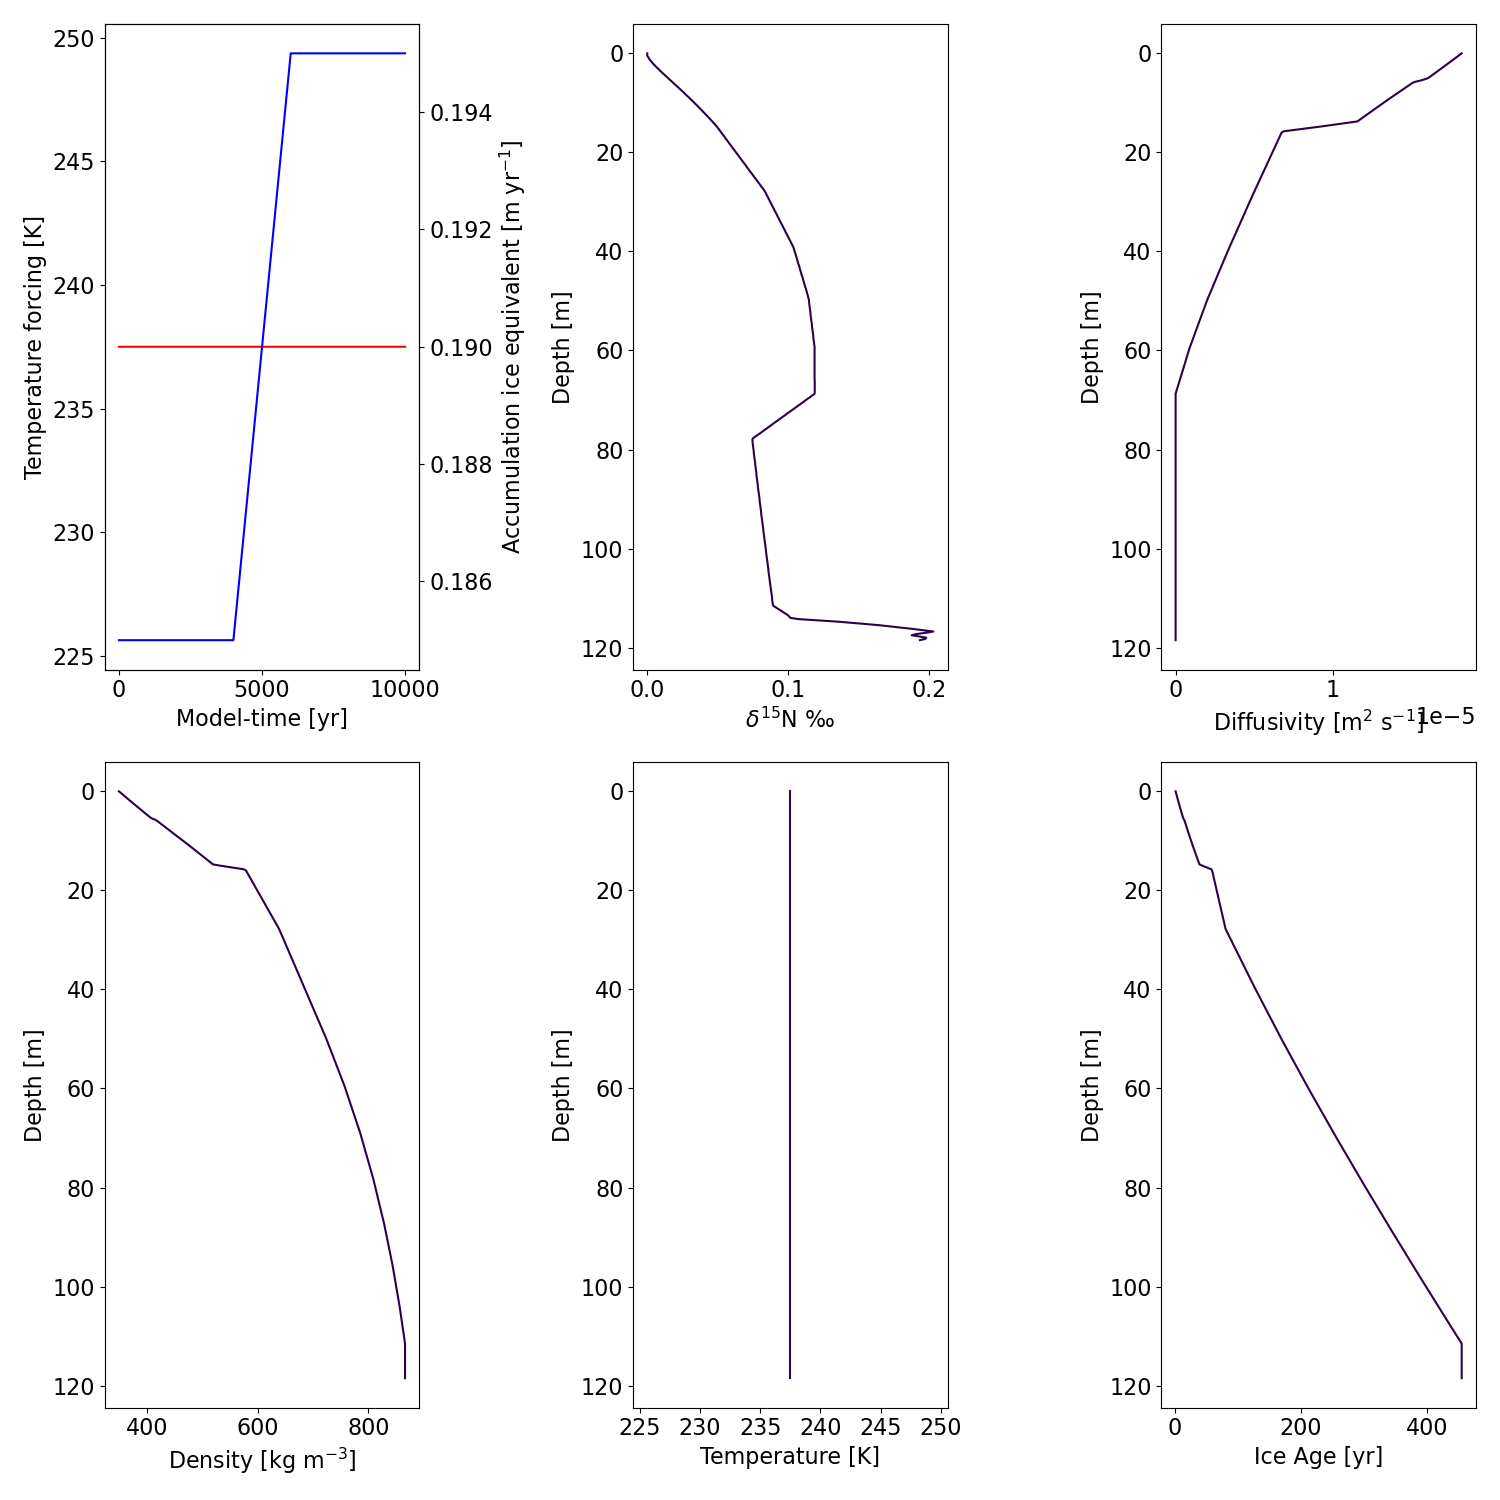 250
245
240
235
230
225
Temperature forcing [K]
0 5000 10000
Model-time [yr]
0.194
0.192
0.190
0.188
0.186
Accumulation ice equivalent [m yr⁻¹]
0
20
40
60
80
100
120
Depth [m]
0.0 0.1 0.2
δ¹⁵N ‰
0
20
40
60
80
100
120
Depth [m]
0 1
1e−5
Diffusivity [m² s⁻¹]
0
20
40
60
80
100
120
Depth [m]
400 600 800
Density [kg m⁻³]
0
20
40
60
80
100
120
Depth [m]
225 230 235 240 245 250
Temperature [K]
0
20
40
60
80
100
120
Depth [m]
0 200 400
Ice Age [yr]